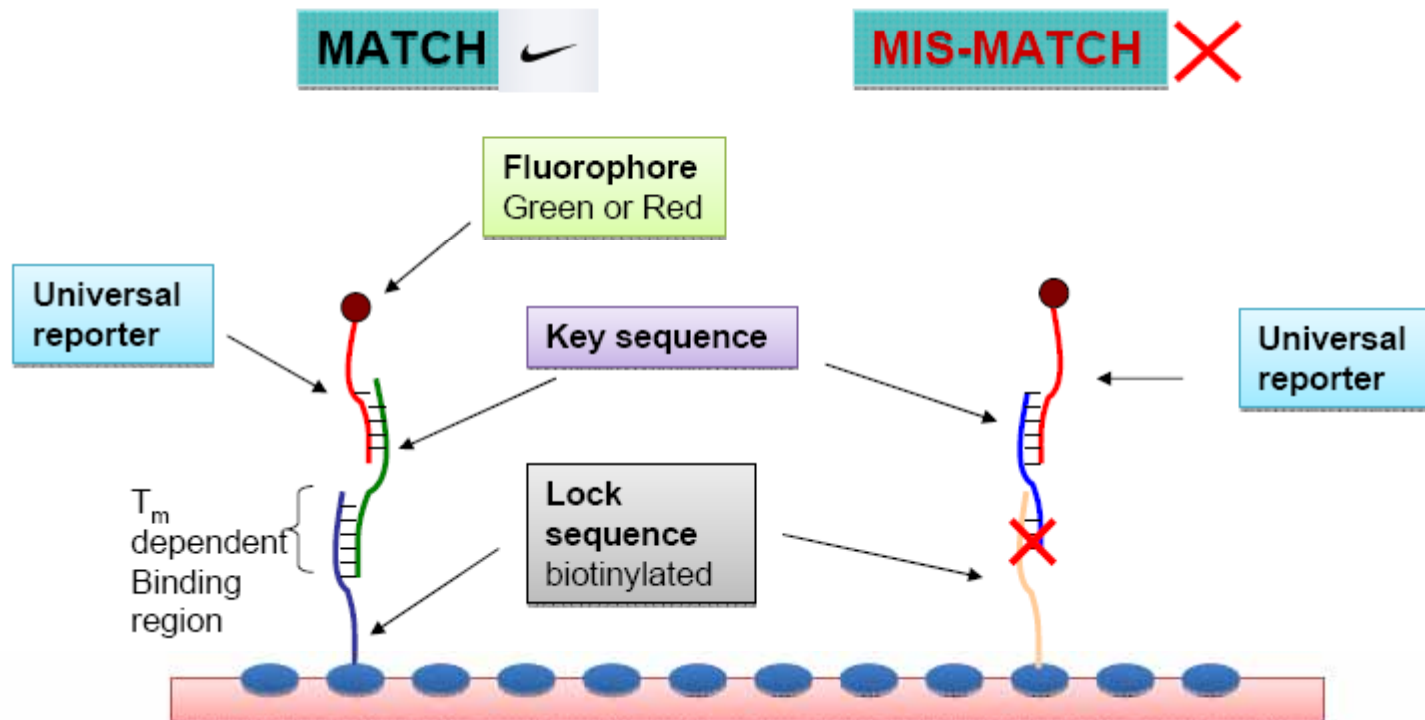 MATCH
MIS-MATCH
Fluorophore
Green or Red
Universal
reporter
Key sequence
Universal
reporter
Lock
sequence
biotinylated
Tm
dependent
Binding
region